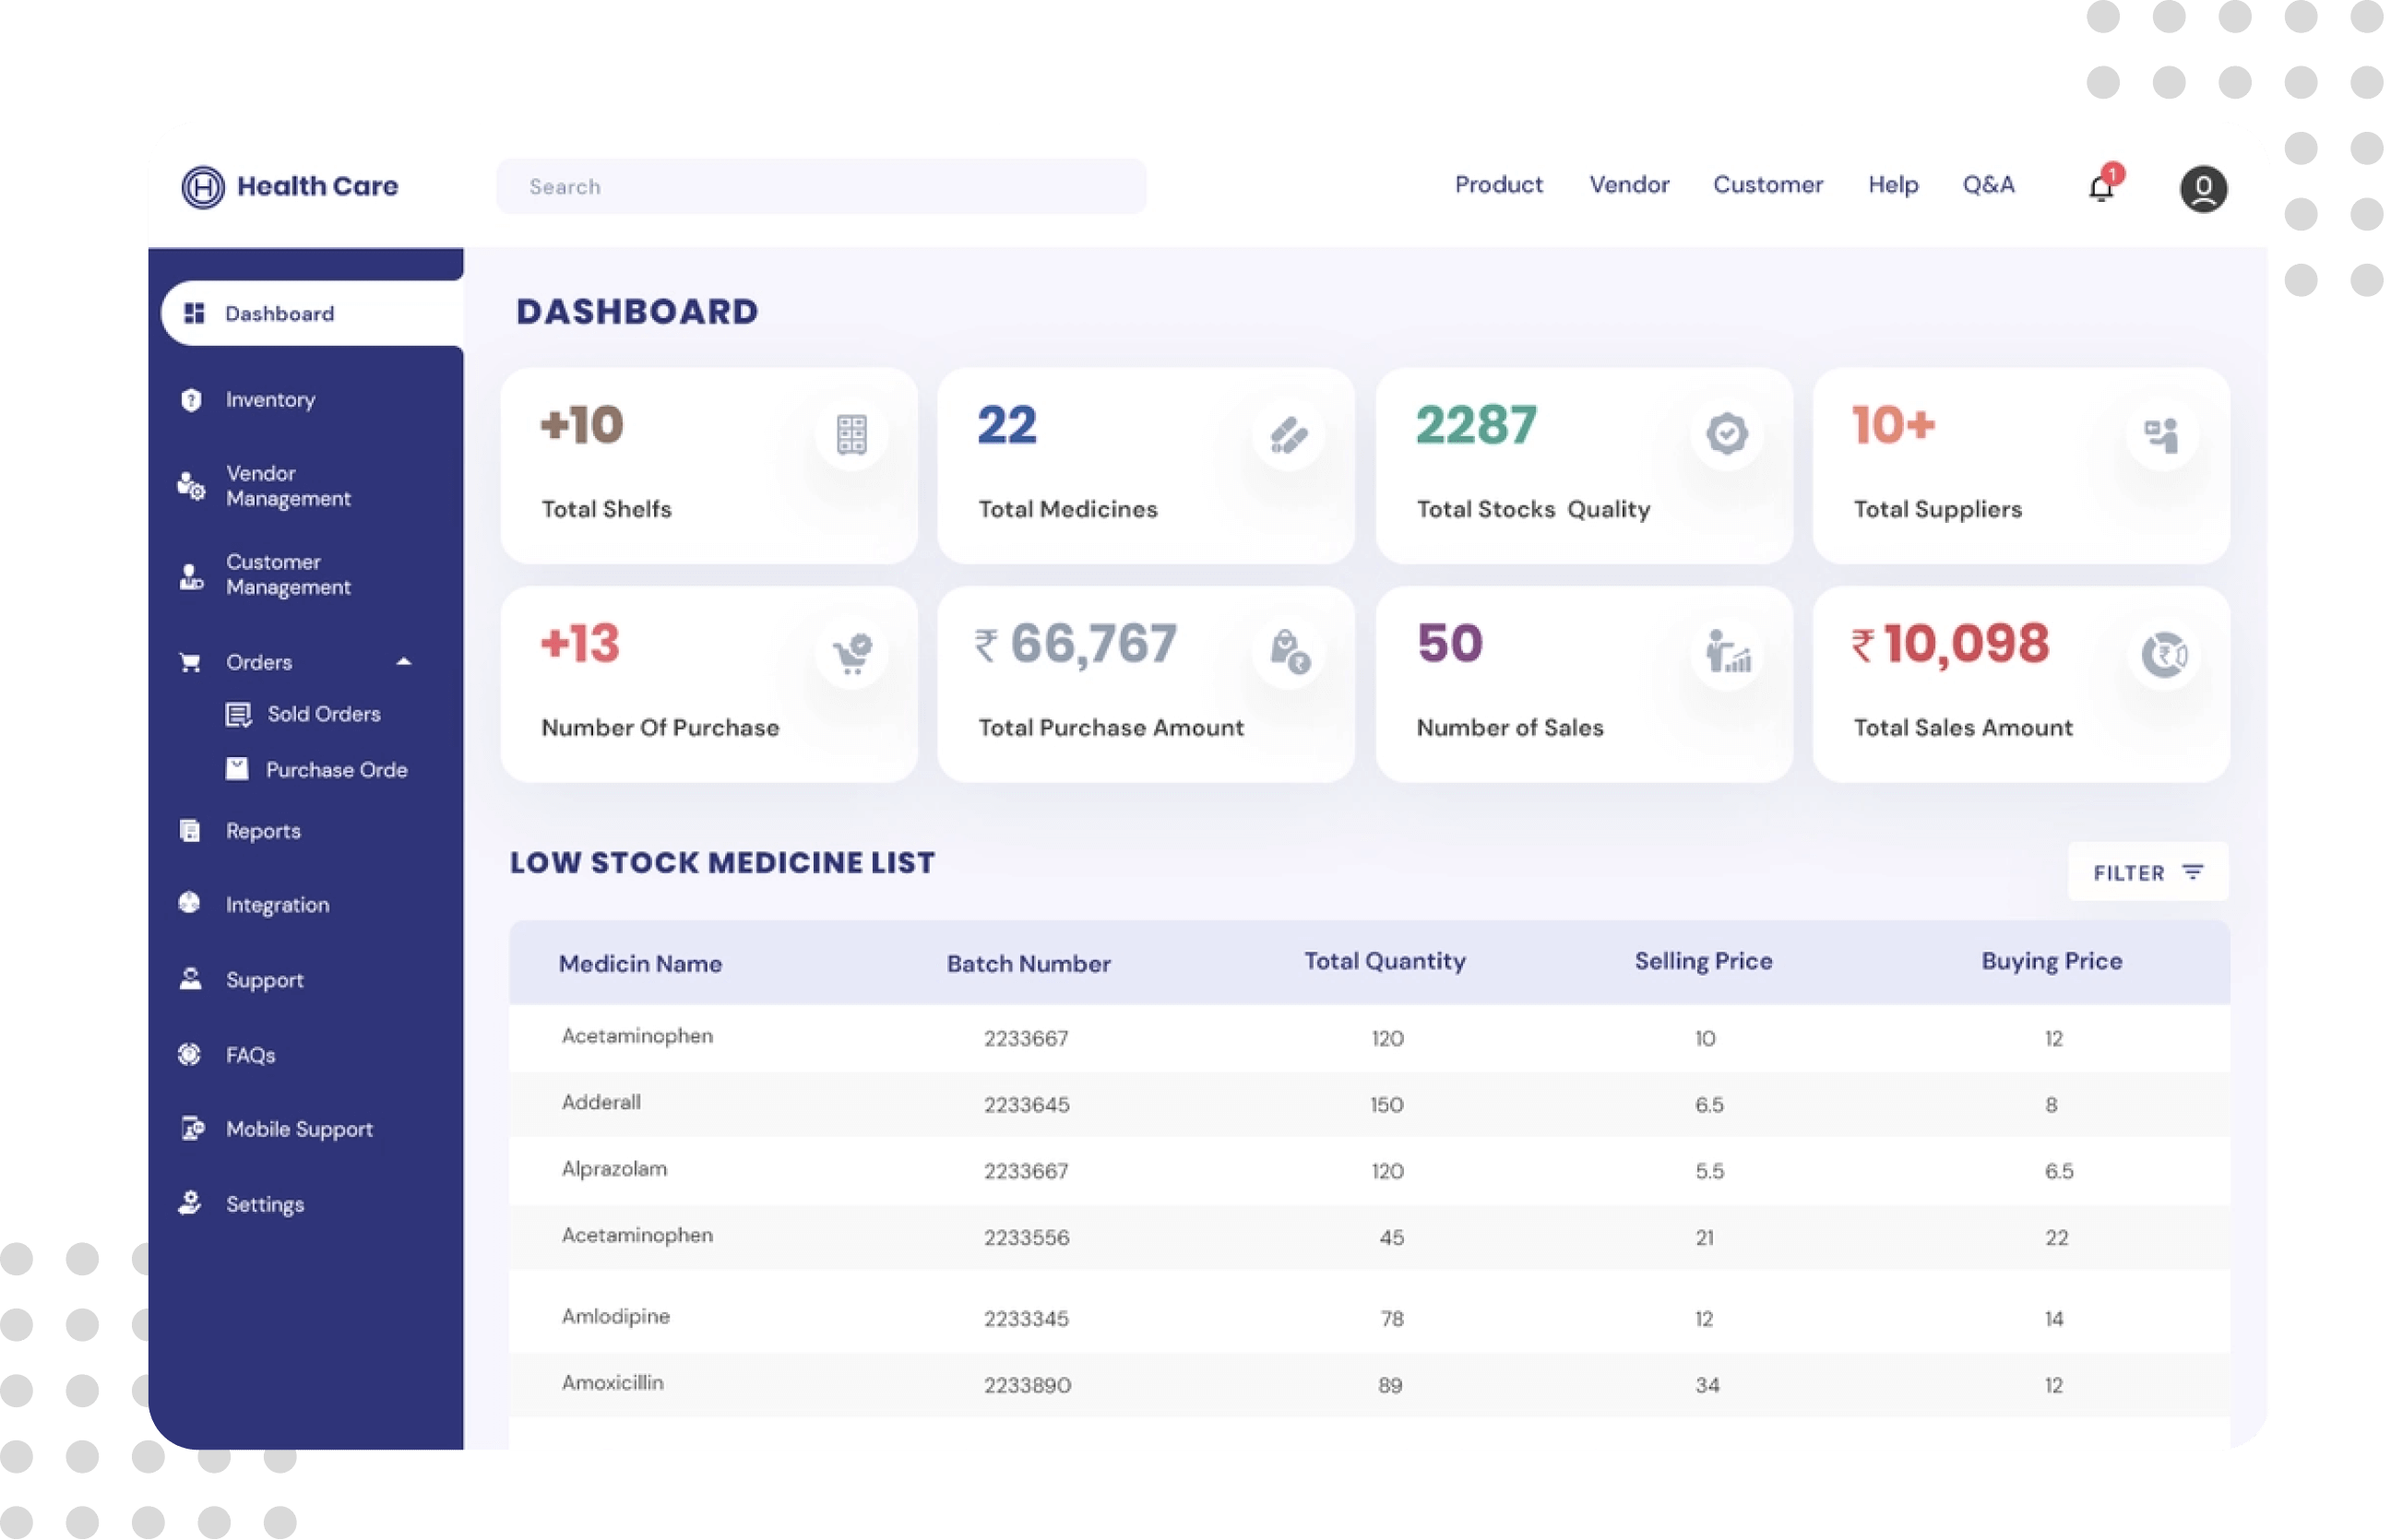 Health Care
Search
Product Vendor Customer Help Q&A
1
Dashboard
Inventory
Vendor
Management
Customer
Management
Orders
Sold Orders
Purchase Orde
Reports
Integration
Support
FAQs
Mobile Support
Settings
DASHBOARD
+10
Total Shelfs
22
Total Medicines
2287
Total Stocks Quality
10+
Total Suppliers
+13
Number Of Purchase
₹ 66,767
Total Purchase Amount
50
Number of Sales
₹ 10,098
Total Sales Amount
LOW STOCK MEDICINE LIST
FILTER
Medicin Name Batch Number Total Quantity Selling Price Buying Price
Acetaminophen 2233667 120 10 12
Adderall 2233645 150 6.5 8
Alprazolam 2233667 120 5.5 6.5
Acetaminophen 2233556 45 21 22
Amlodipine 2233345 78 12 14
Amoxicillin 2233890 89 34 12